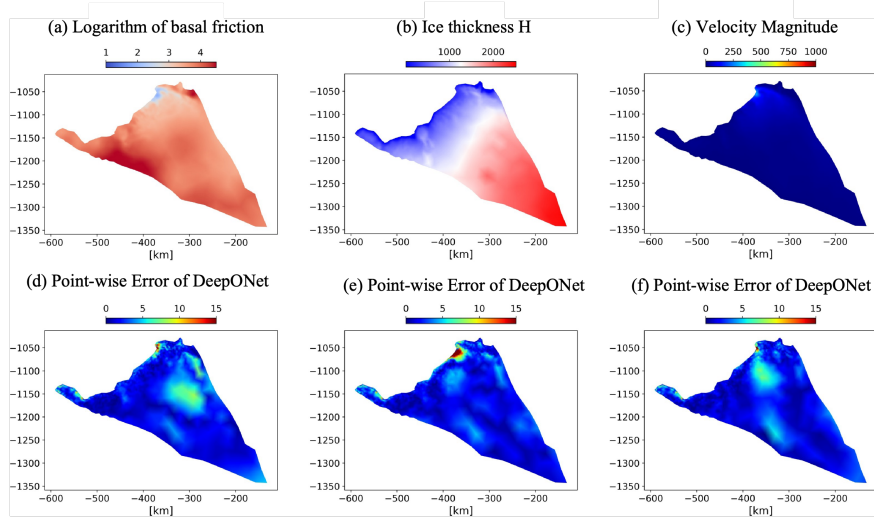 (a) Logarithm of basal friction
(b) Ice thickness H
(c) Velocity Magnitude
1 2 3 4
1000 2000
0 250 500 750 1000
−1050
−1100
−1150
−1200
−1250
−1300
−1350
−600 −500 −400 −300 −200
[km]
−1050
−1100
−1150
−1200
−1250
−1300
−1350
−600 −500 −400 −300 −200
[km]
−1050
−1100
−1150
−1200
−1250
−1300
−1350
−600 −500 −400 −300 −200
[km]
(d) Point-wise Error of DeepONet
(e) Point-wise Error of DeepONet
(f) Point-wise Error of DeepONet
0 5 10 15
0 5 10 15
0 5 10 15
−1050
−1100
−1150
−1200
−1250
−1300
−1350
−600 −500 −400 −300 −200
[km]
−1050
−1100
−1150
−1200
−1250
−1300
−1350
−600 −500 −400 −300 −200
[km]
−1050
−1100
−1150
−1200
−1250
−1300
−1350
−600 −500 −400 −300 −200
[km]